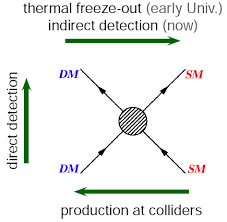 thermal freeze-out (early Univ.)
indirect detection (now)
direct detection
DM
SM
DM
SM
production at colliders